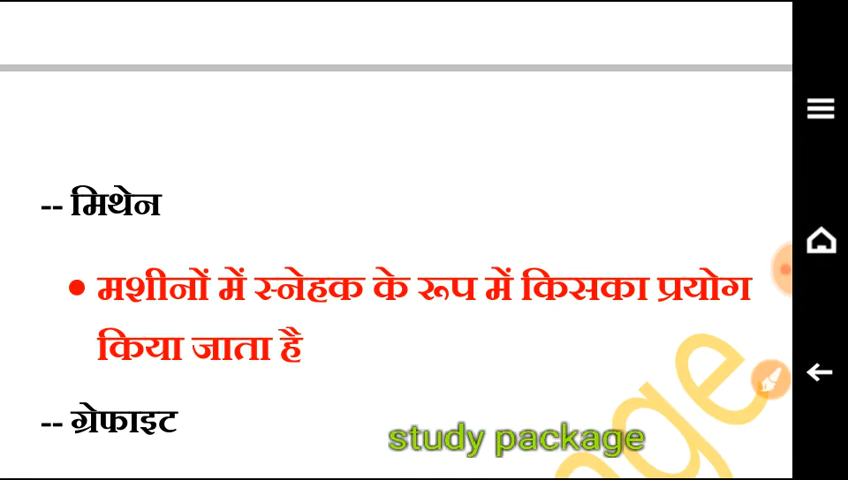 -- मिथेन
• मशीनों में स्नेहक के रूप में किसका प्रयोग
किया जाता है
-- ग्रेफाइट
study package